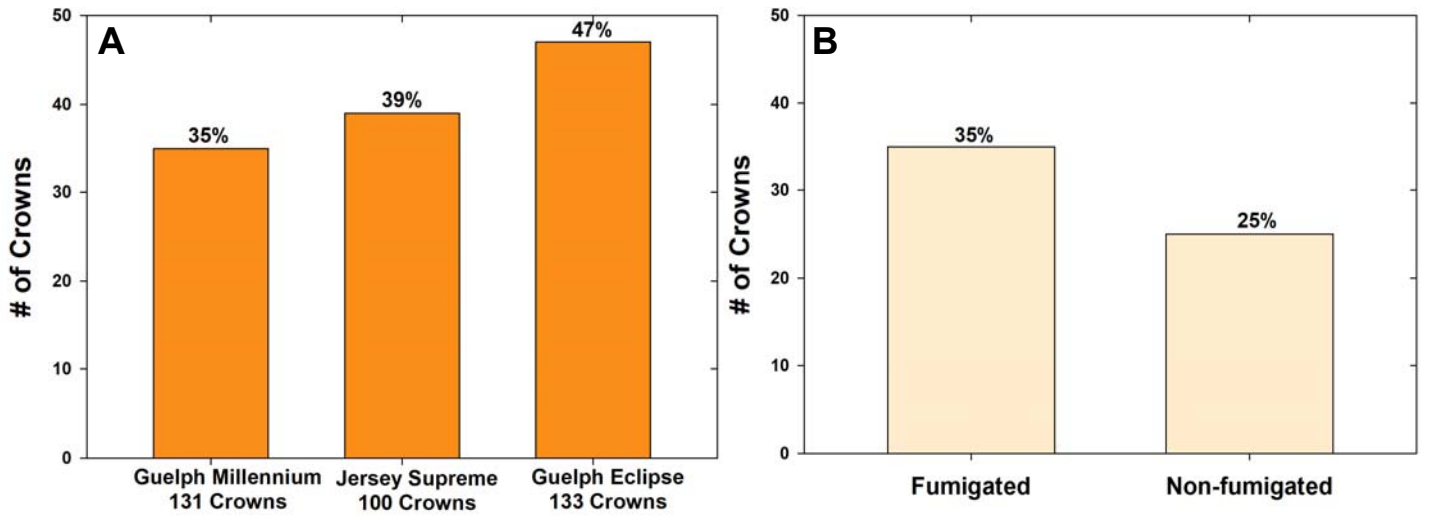 A
# of Crowns
50
40
30
20
10
0
35%
39%
47%
Guelph Millennium
131 Crowns
Jersey Supreme
100 Crowns
Guelph Eclipse
133 Crowns
B
# of Crowns
50
40
30
20
10
0
35%
25%
Fumigated
Non-fumigated